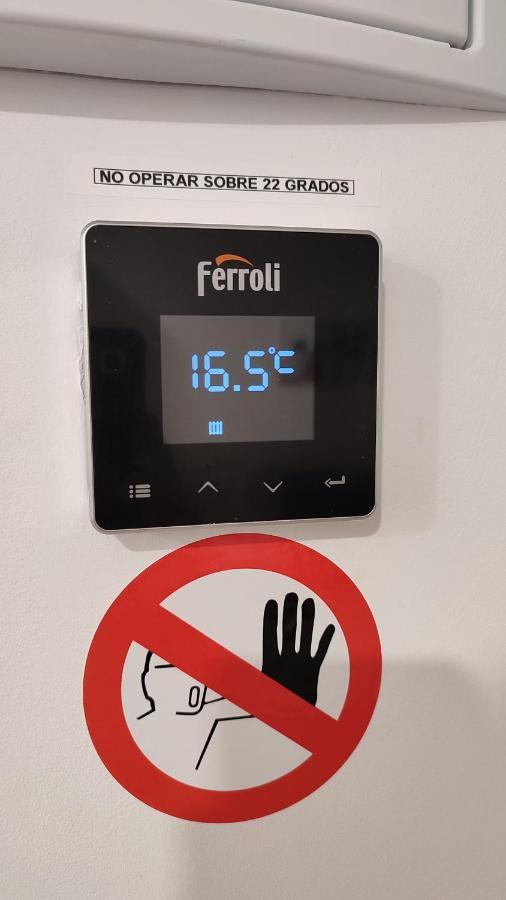 NO OPERAR SOBRE 22 GRADOS
Ferroli
16.5°C